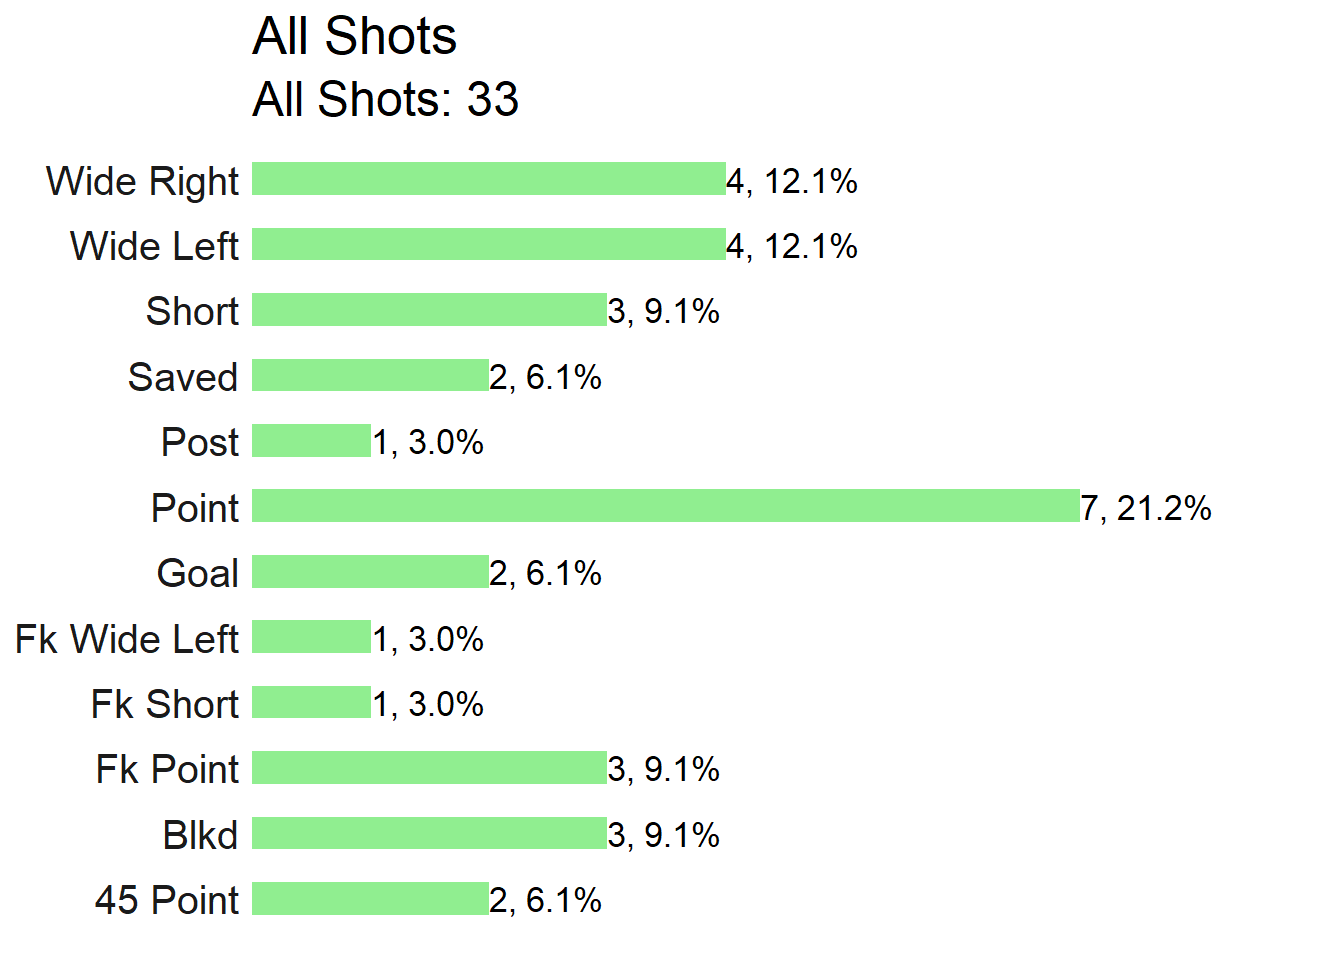 All Shots
All Shots: 33
Wide Right 4, 12.1%
Wide Left 4, 12.1%
Short 3, 9.1%
Saved 2, 6.1%
Post 1, 3.0%
Point 7, 21.2%
Goal 2, 6.1%
Fk Wide Left 1, 3.0%
Fk Short 1, 3.0%
Fk Point 3, 9.1%
Blkd 3, 9.1%
45 Point 2, 6.1%